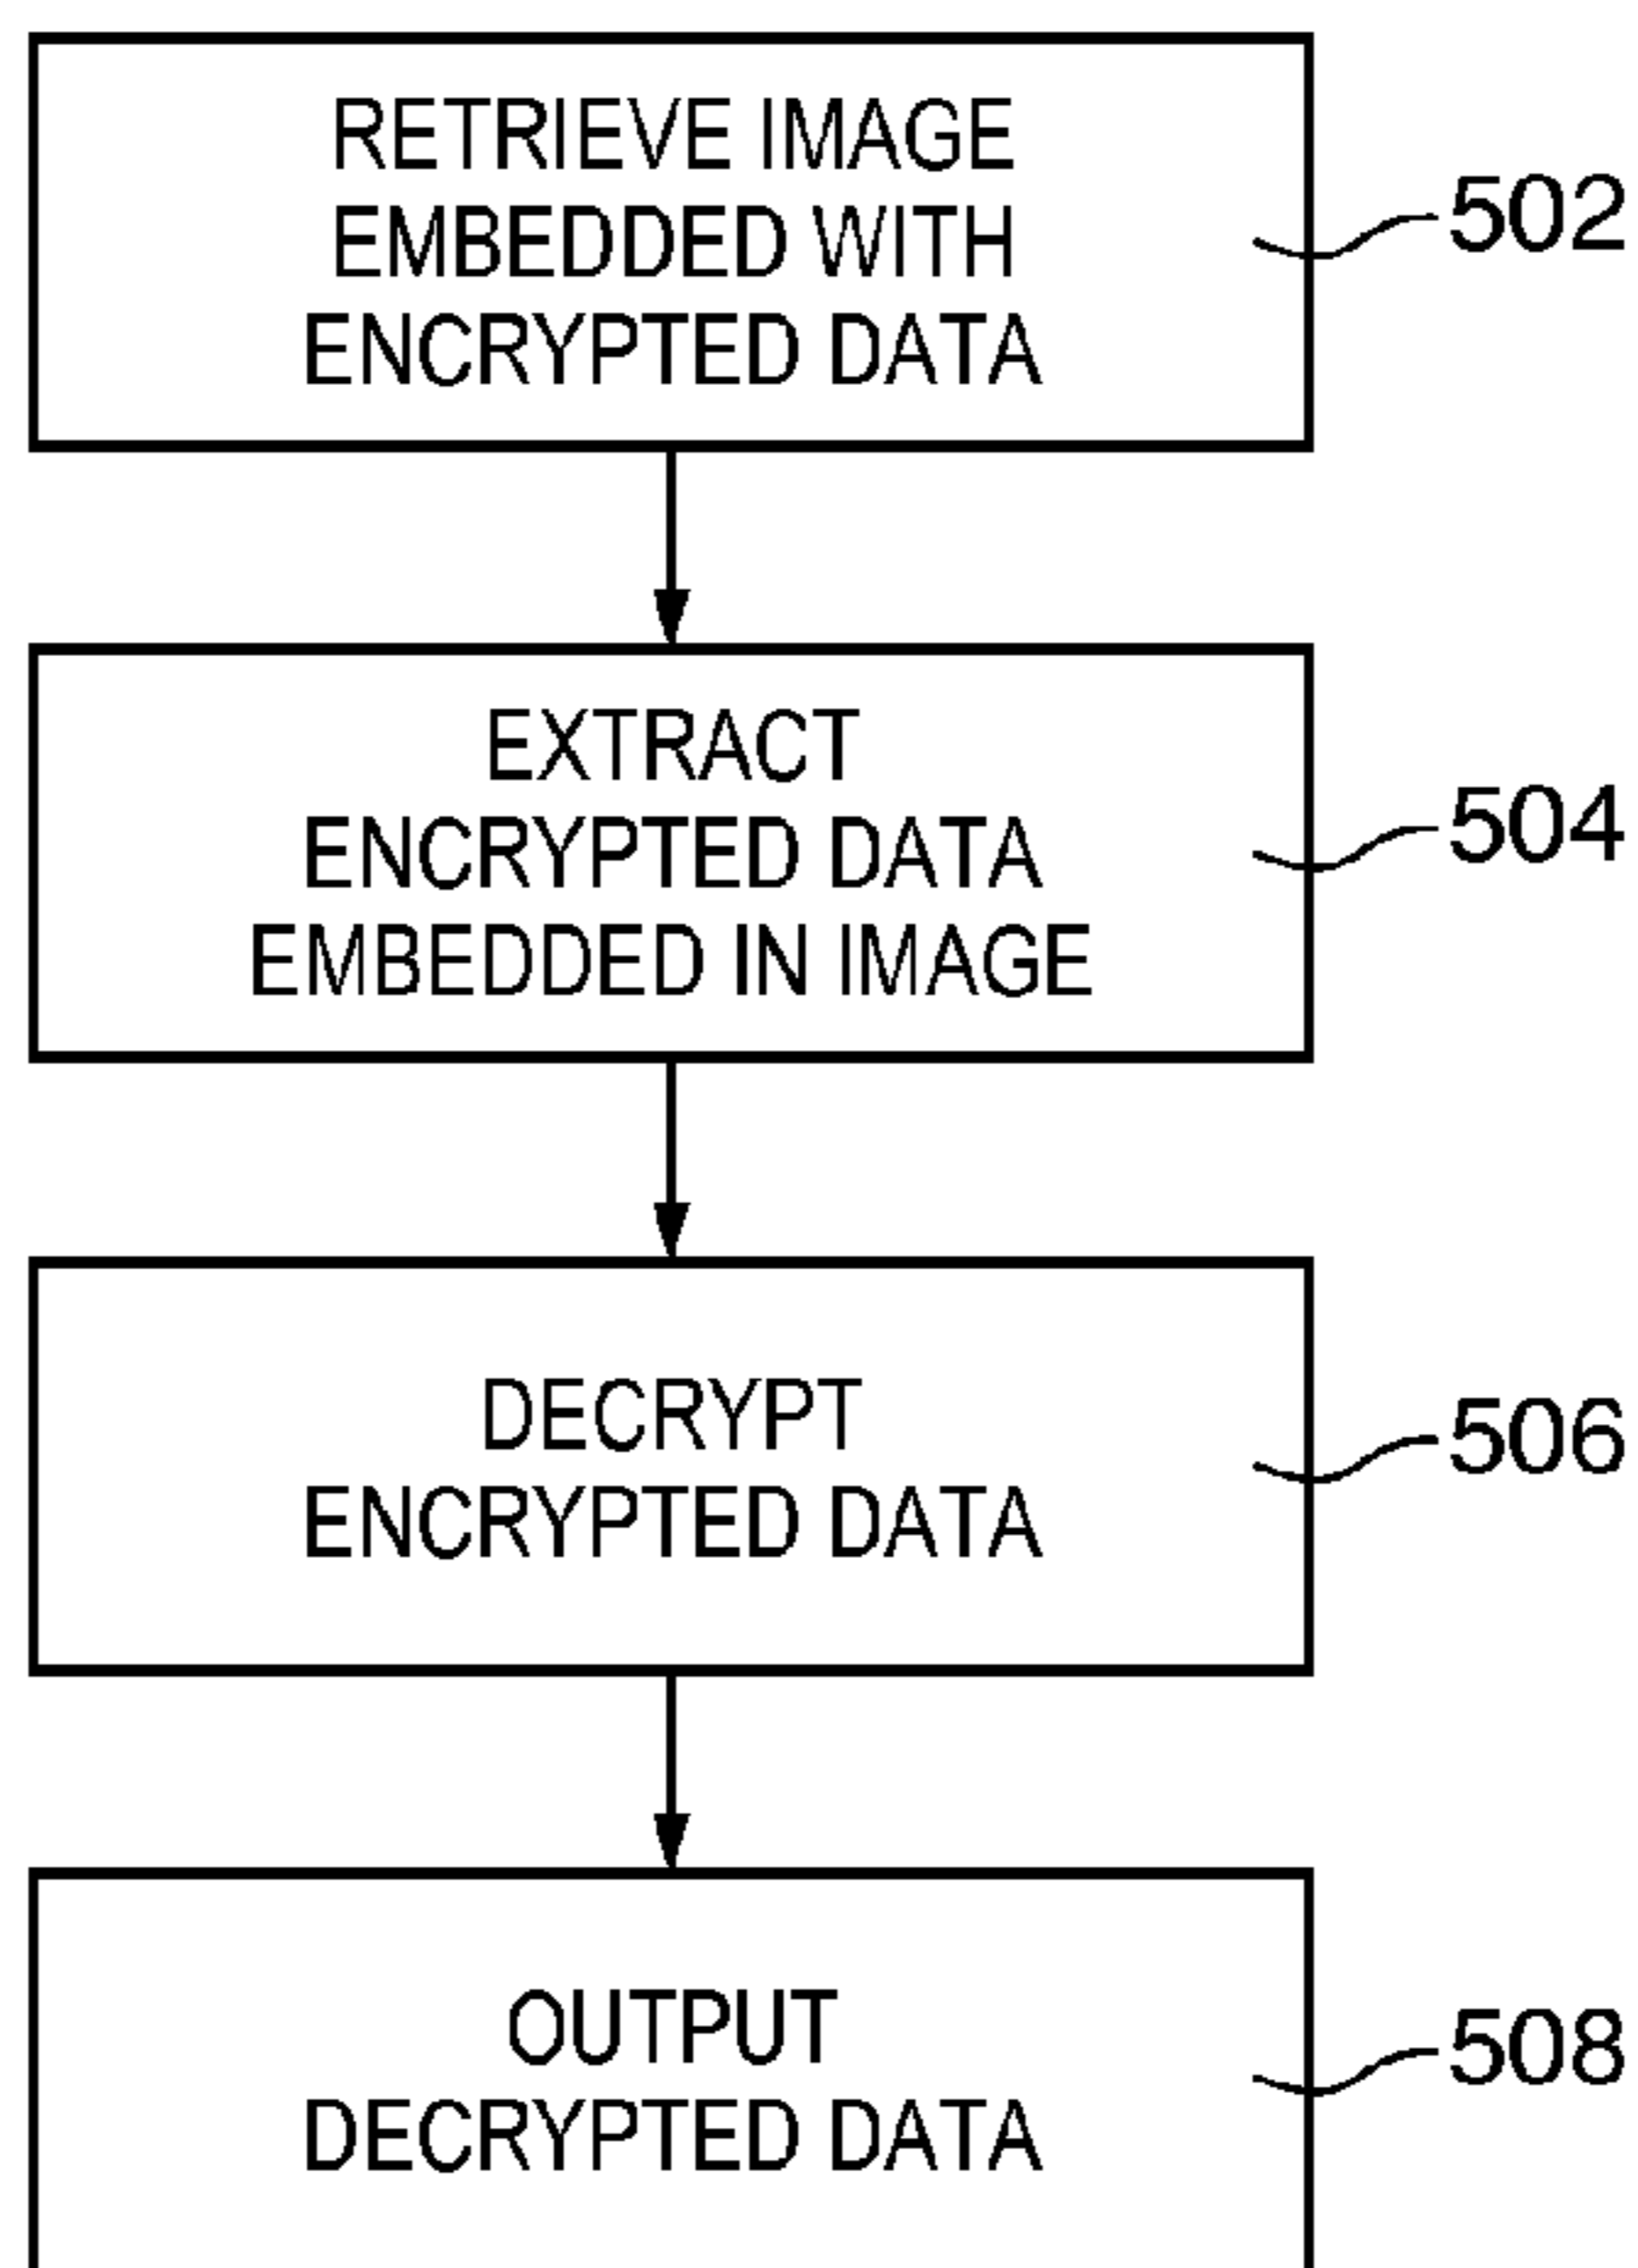 RETRIEVE IMAGE
EMBEDDED WITH
ENCRYPTED DATA
502
EXTRACT
ENCRYPTED DATA
EMBEDDED IN IMAGE
504
DECRYPT
ENCRYPTED DATA
506
OUTPUT
DECRYPTED DATA
508